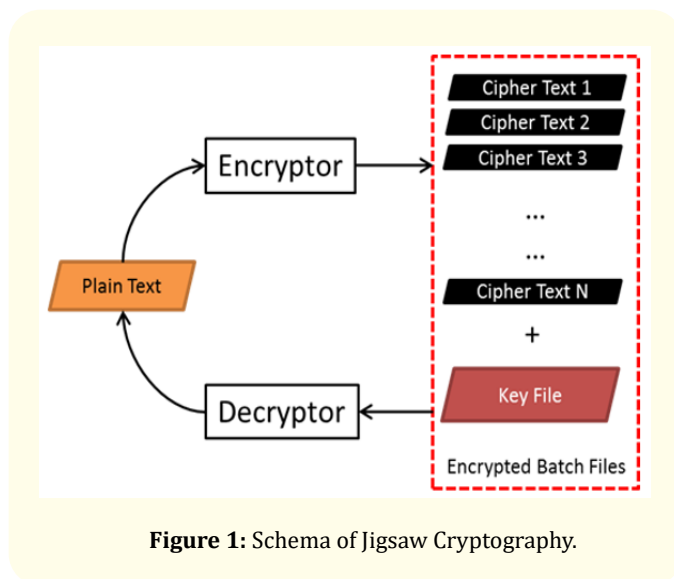 Cipher Text 1
Cipher Text 2
Cipher Text 3
Encryptor
...
...
Plain Text
Cipher Text N
+
Key File
Decryptor
Encrypted Batch Files
Figure 1: Schema of Jigsaw Cryptography.